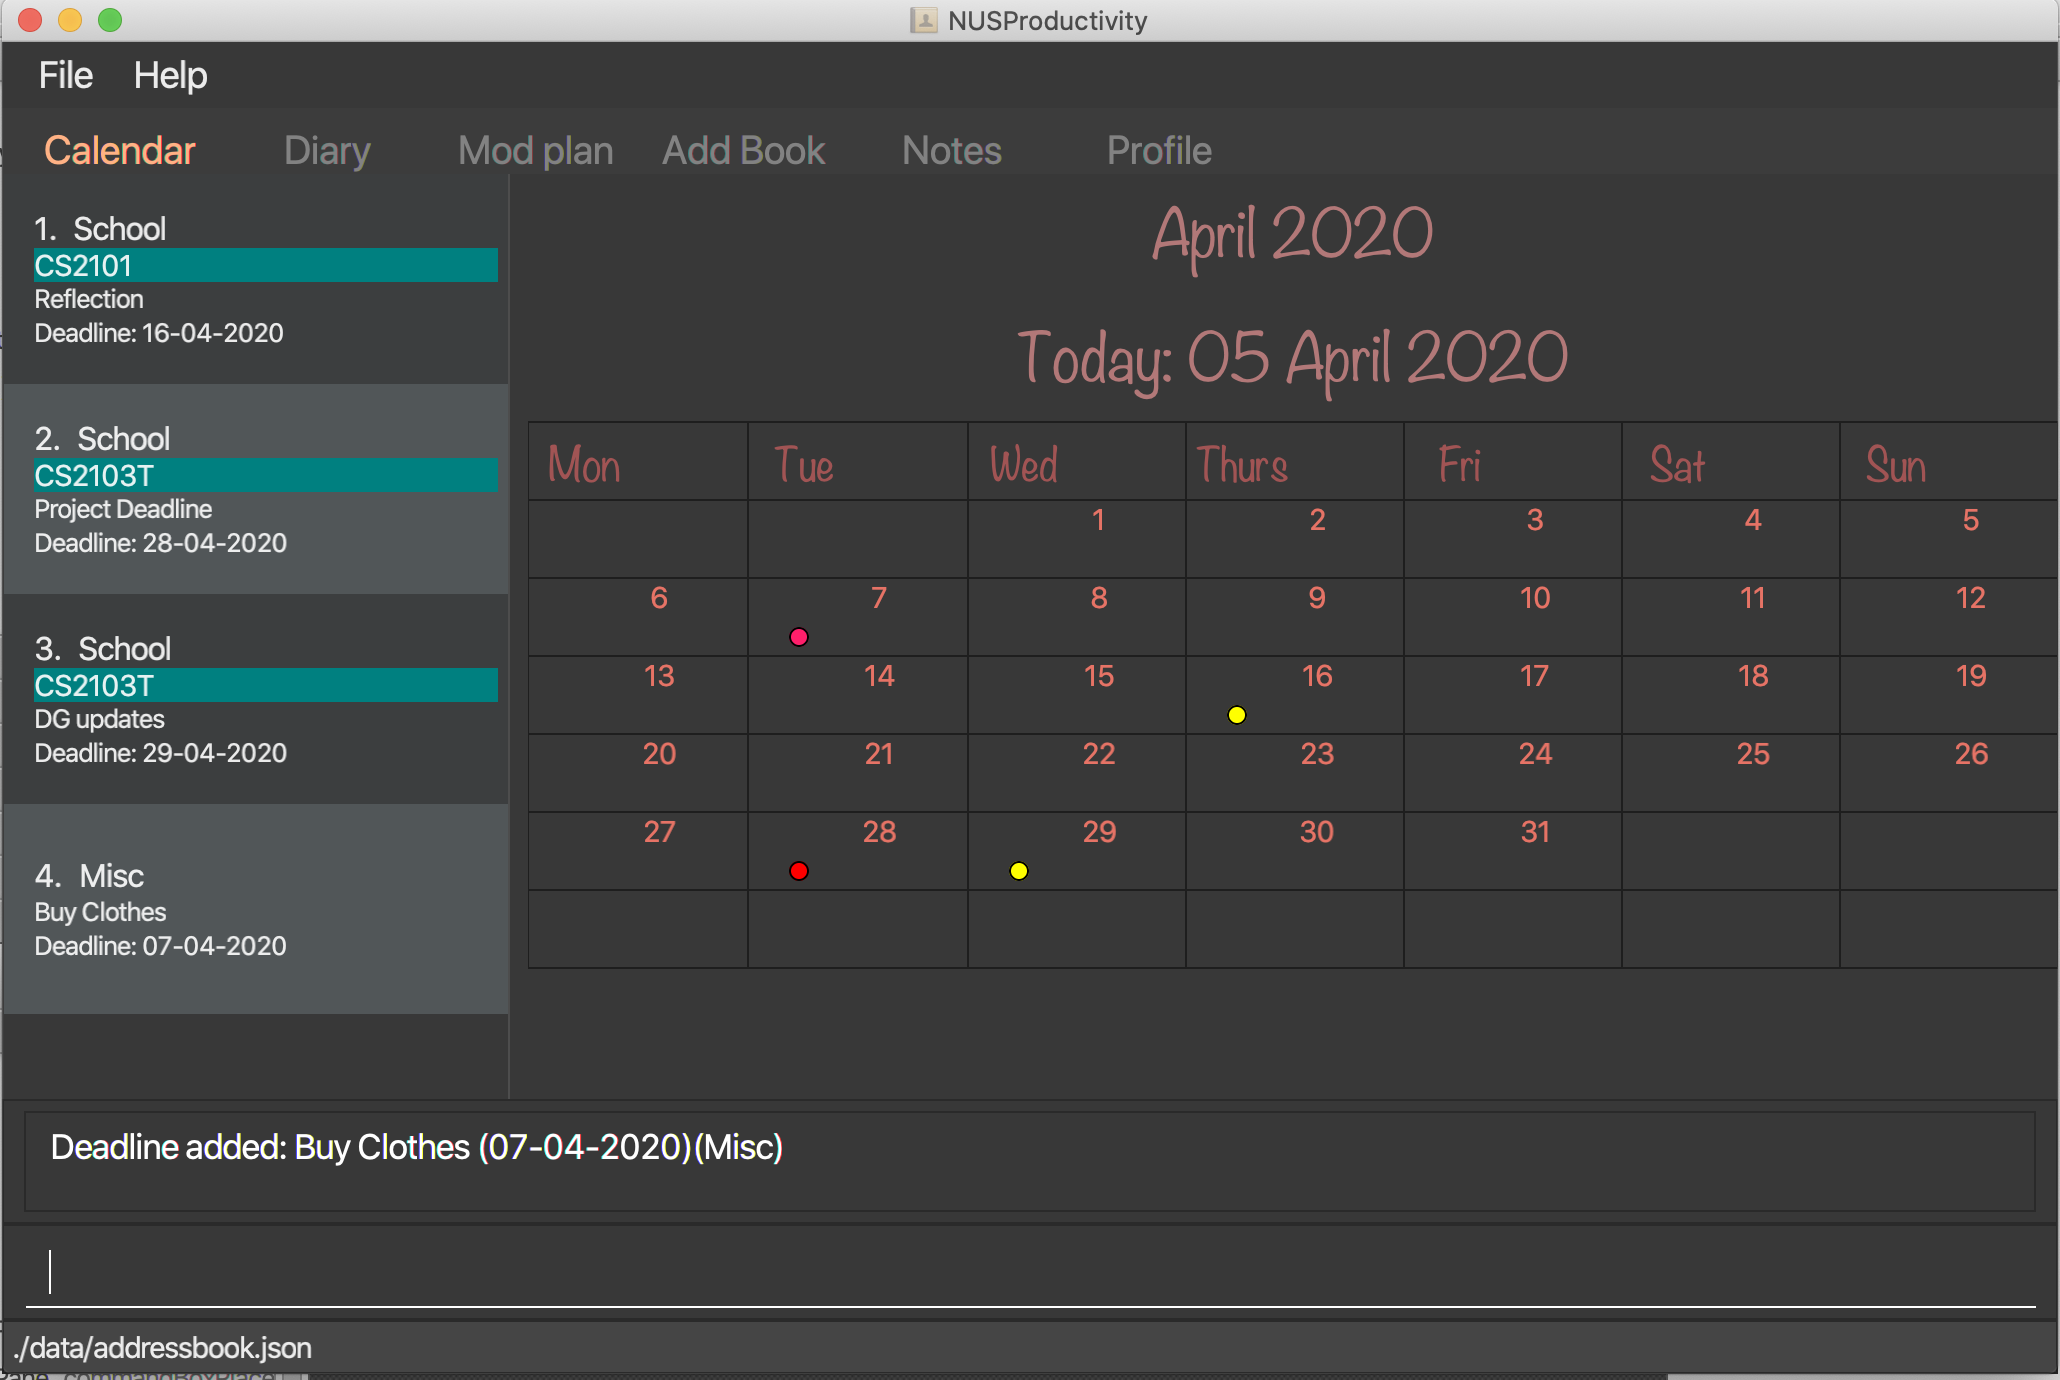 NUSProductivity
File Help
Calendar Diary Mod plan Add Book Notes Profile
1. School
CS2101
Reflection
Deadline: 16-04-2020
2. School
CS2103T
Project Deadline
Deadline: 28-04-2020
3. School
CS2103T
DG updates
Deadline: 29-04-2020
4. Misc
Buy Clothes
Deadline: 07-04-2020
April 2020
Today: 05 April 2020
Mon Tue Wed Thurs Fri Sat Sun
1 2 3 4 5
6 7 8 9 10 11 12
13 14 15 16 17 18 19
20 21 22 23 24 25 26
27 28 29 30 31
Deadline added: Buy Clothes (07-04-2020)(Misc)
./data/addressbook.json